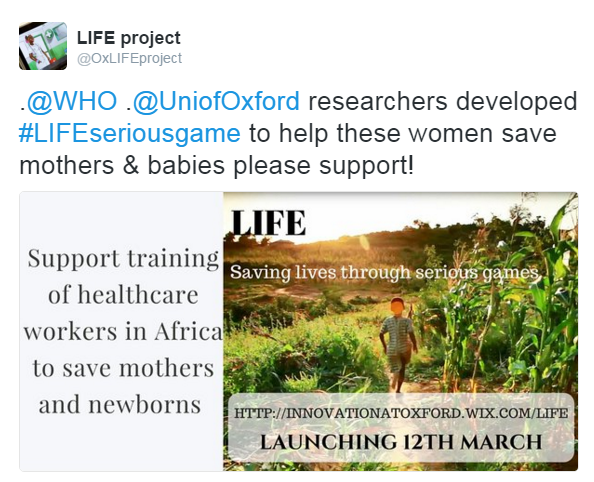 LIFE project
@OxLIFEproject
.@WHO .@UniofOxford researchers developed
#LIFEseriousgame to help these women save
mothers & babies please support!
Support training
of healthcare
workers in Africa
to save mothers
and newborns
LIFE
Saving lives through serious games.
HTTP://INNOVATIONATOXFORD.WIX.COM/LIFE
LAUNCHING 12TH MARCH